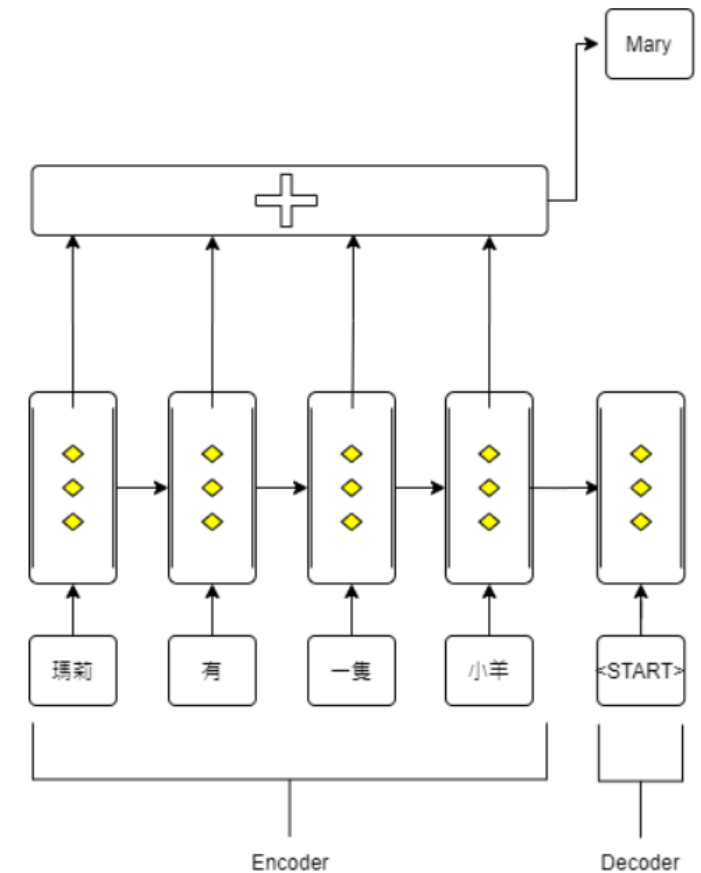 Mary
瑪莉
有
一隻
小羊
<START>
Encoder
Decoder